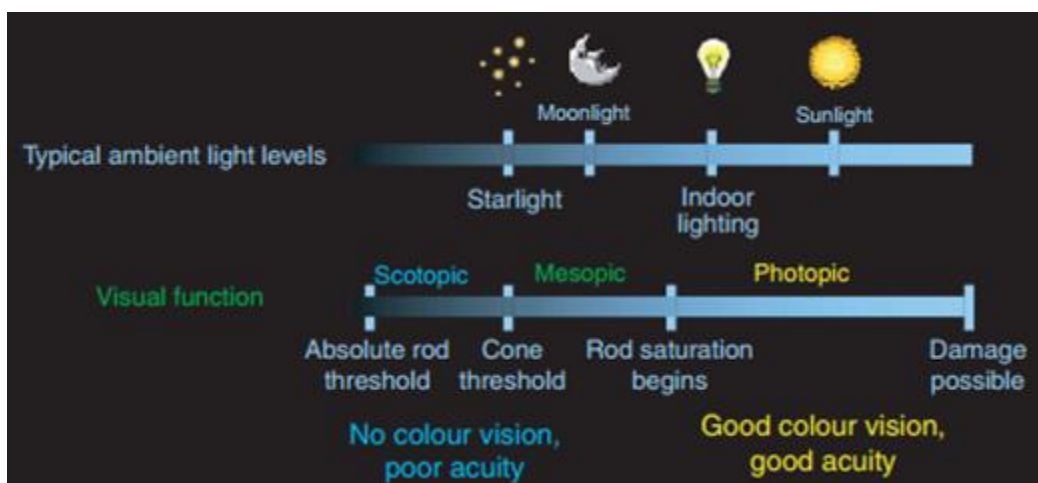 Moonlight
Sunlight
Typical ambient light levels
Starlight
Indoor
lighting
Scotopic
Mesopic
Photopic
Visual function
Absolute rod
threshold
Cone
threshold
Rod saturation
begins
Damage
possible
No colour vision,
poor acuity
Good colour vision,
good acuity